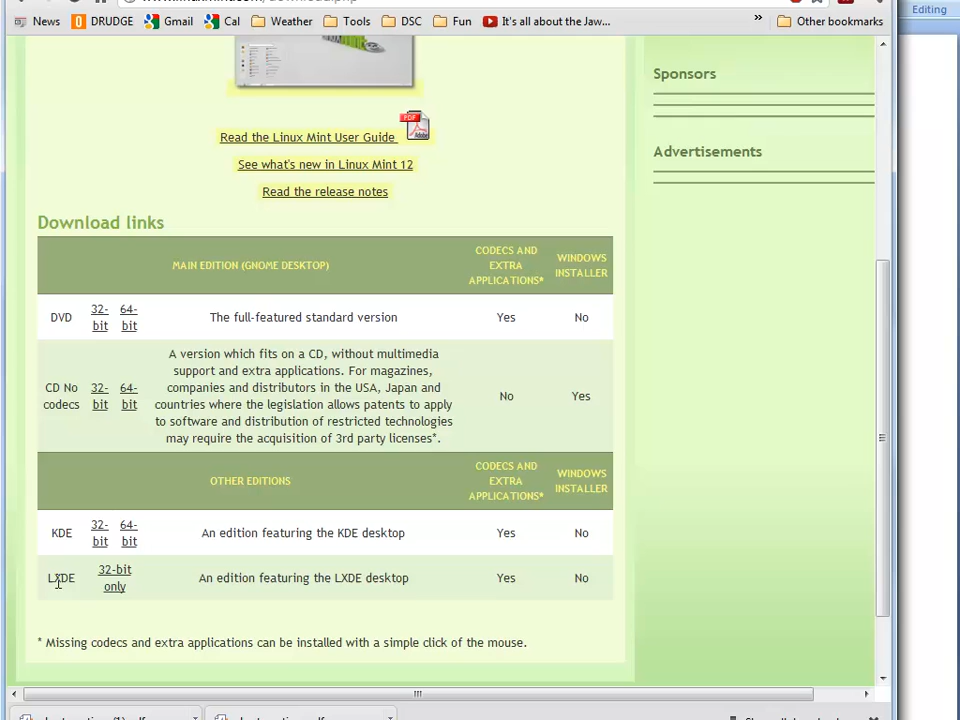 News DRUDGE Gmail Cal Weather Tools DSC Fun It's all about the Jaw... » Other bookmarks
Editing
Sponsors
Advertisements
PDF
Adobe
Read the Linux Mint User Guide
See what's new in Linux Mint 12
Read the release notes
Download links
MAIN EDITION (GNOME DESKTOP) CODECS AND EXTRA APPLICATIONS* WINDOWS INSTALLER
DVD 32-bit 64-bit The full-featured standard version Yes No
CD No codecs 32-bit 64-bit
A version which fits on a CD, without multimedia
support and extra applications. For magazines,
companies and distributors in the USA, Japan and
countries where the legislation allows patents to apply
to software and distribution of restricted technologies
may require the acquisition of 3rd party licenses*.
No Yes
OTHER EDITIONS CODECS AND EXTRA APPLICATIONS* WINDOWS INSTALLER
KDE 32-bit 64-bit An edition featuring the KDE desktop Yes No
LXDE 32-bit only An edition featuring the LXDE desktop Yes No
* Missing codecs and extra applications can be installed with a simple click of the mouse.